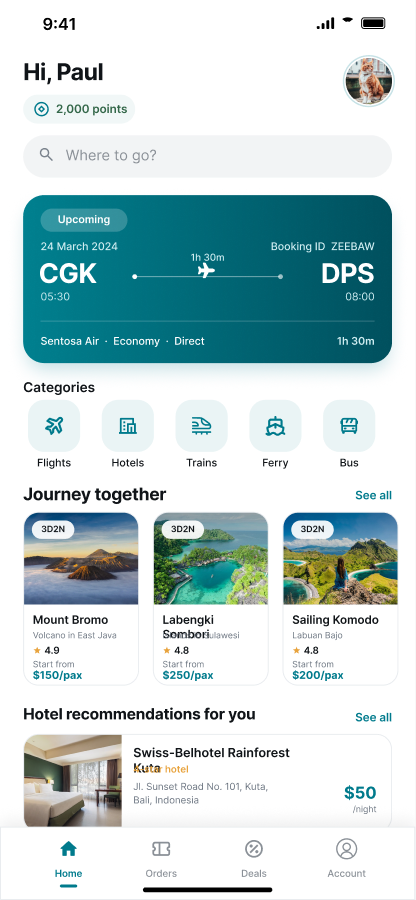 9:41
Hi, Paul
2,000 points
Where to go?
Upcoming
24 March 2024
Booking ID ZEEBAW
1h 30m
CGK
DPS
05:30
08:00
Sentosa Air · Economy · Direct
1h 30m
Categories
Flights
Hotels
Trains
Ferry
Bus
Journey together
See all
3D2N
3D2N
3D2N
Mount Bromo
Volcano in East Java
4.9
Start from
$150/pax
Labengki
Sombori
Sulawesi
4.8
Start from
$250/pax
Sailing Komodo
Labuan Bajo
4.8
Start from
$200/pax
Hotel recommendations for you
See all
Swiss-Belhotel Rainforest
Kuta
hotel
Jl. Sunset Road No. 101, Kuta,
Bali, Indonesia
$50
/night
Home
Orders
Deals
Account